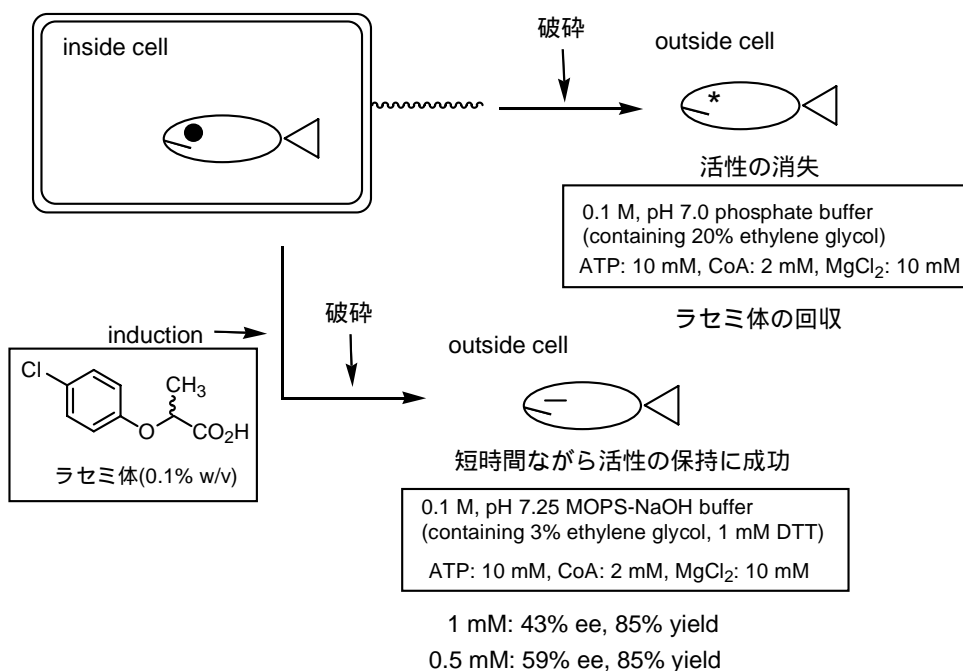 inside cell
破砕
outside cell
*
活性の消失
0.1 M, pH 7.0 phosphate buffer
(containing 20% ethylene glycol)
ATP: 10 mM, CoA: 2 mM, MgCl₂: 10 mM
ラセミ体の回収
induction
破砕
outside cell
Cl
CH₃
O
CO₂H
ラセミ体(0.1% w/v)
短時間ながら活性の保持に成功
0.1 M, pH 7.25 MOPS-NaOH buffer
(containing 3% ethylene glycol, 1 mM DTT)
ATP: 10 mM, CoA: 2 mM, MgCl₂: 10 mM
1 mM: 43% ee, 85% yield
0.5 mM: 59% ee, 85% yield